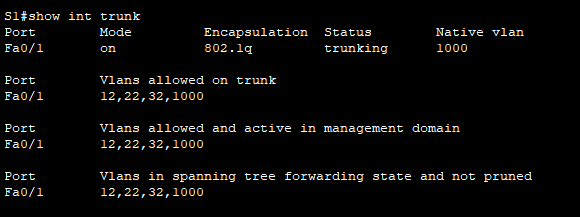 S1#show int trunk
Port Mode Encapsulation Status Native vlan
Fa0/1 on 802.1q trunking 1000
Port Vlans allowed on trunk
Fa0/1 12,22,32,1000
Port Vlans allowed and active in management domain
Fa0/1 12,22,32,1000
Port Vlans in spanning tree forwarding state and not pruned
Fa0/1 12,22,32,1000